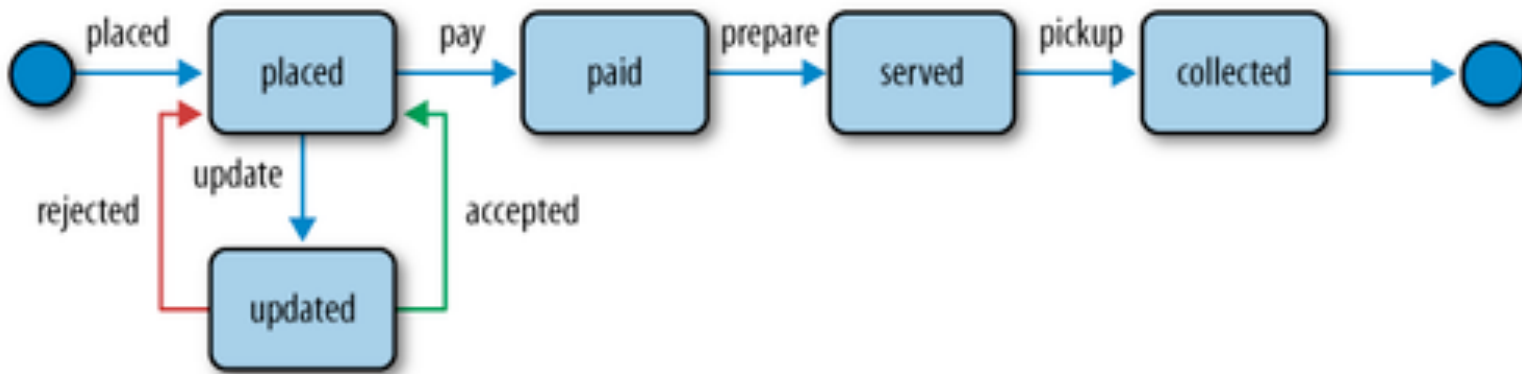 placed
placed
pay
paid
prepare
served
pickup
collected
update
rejected
accepted
updated